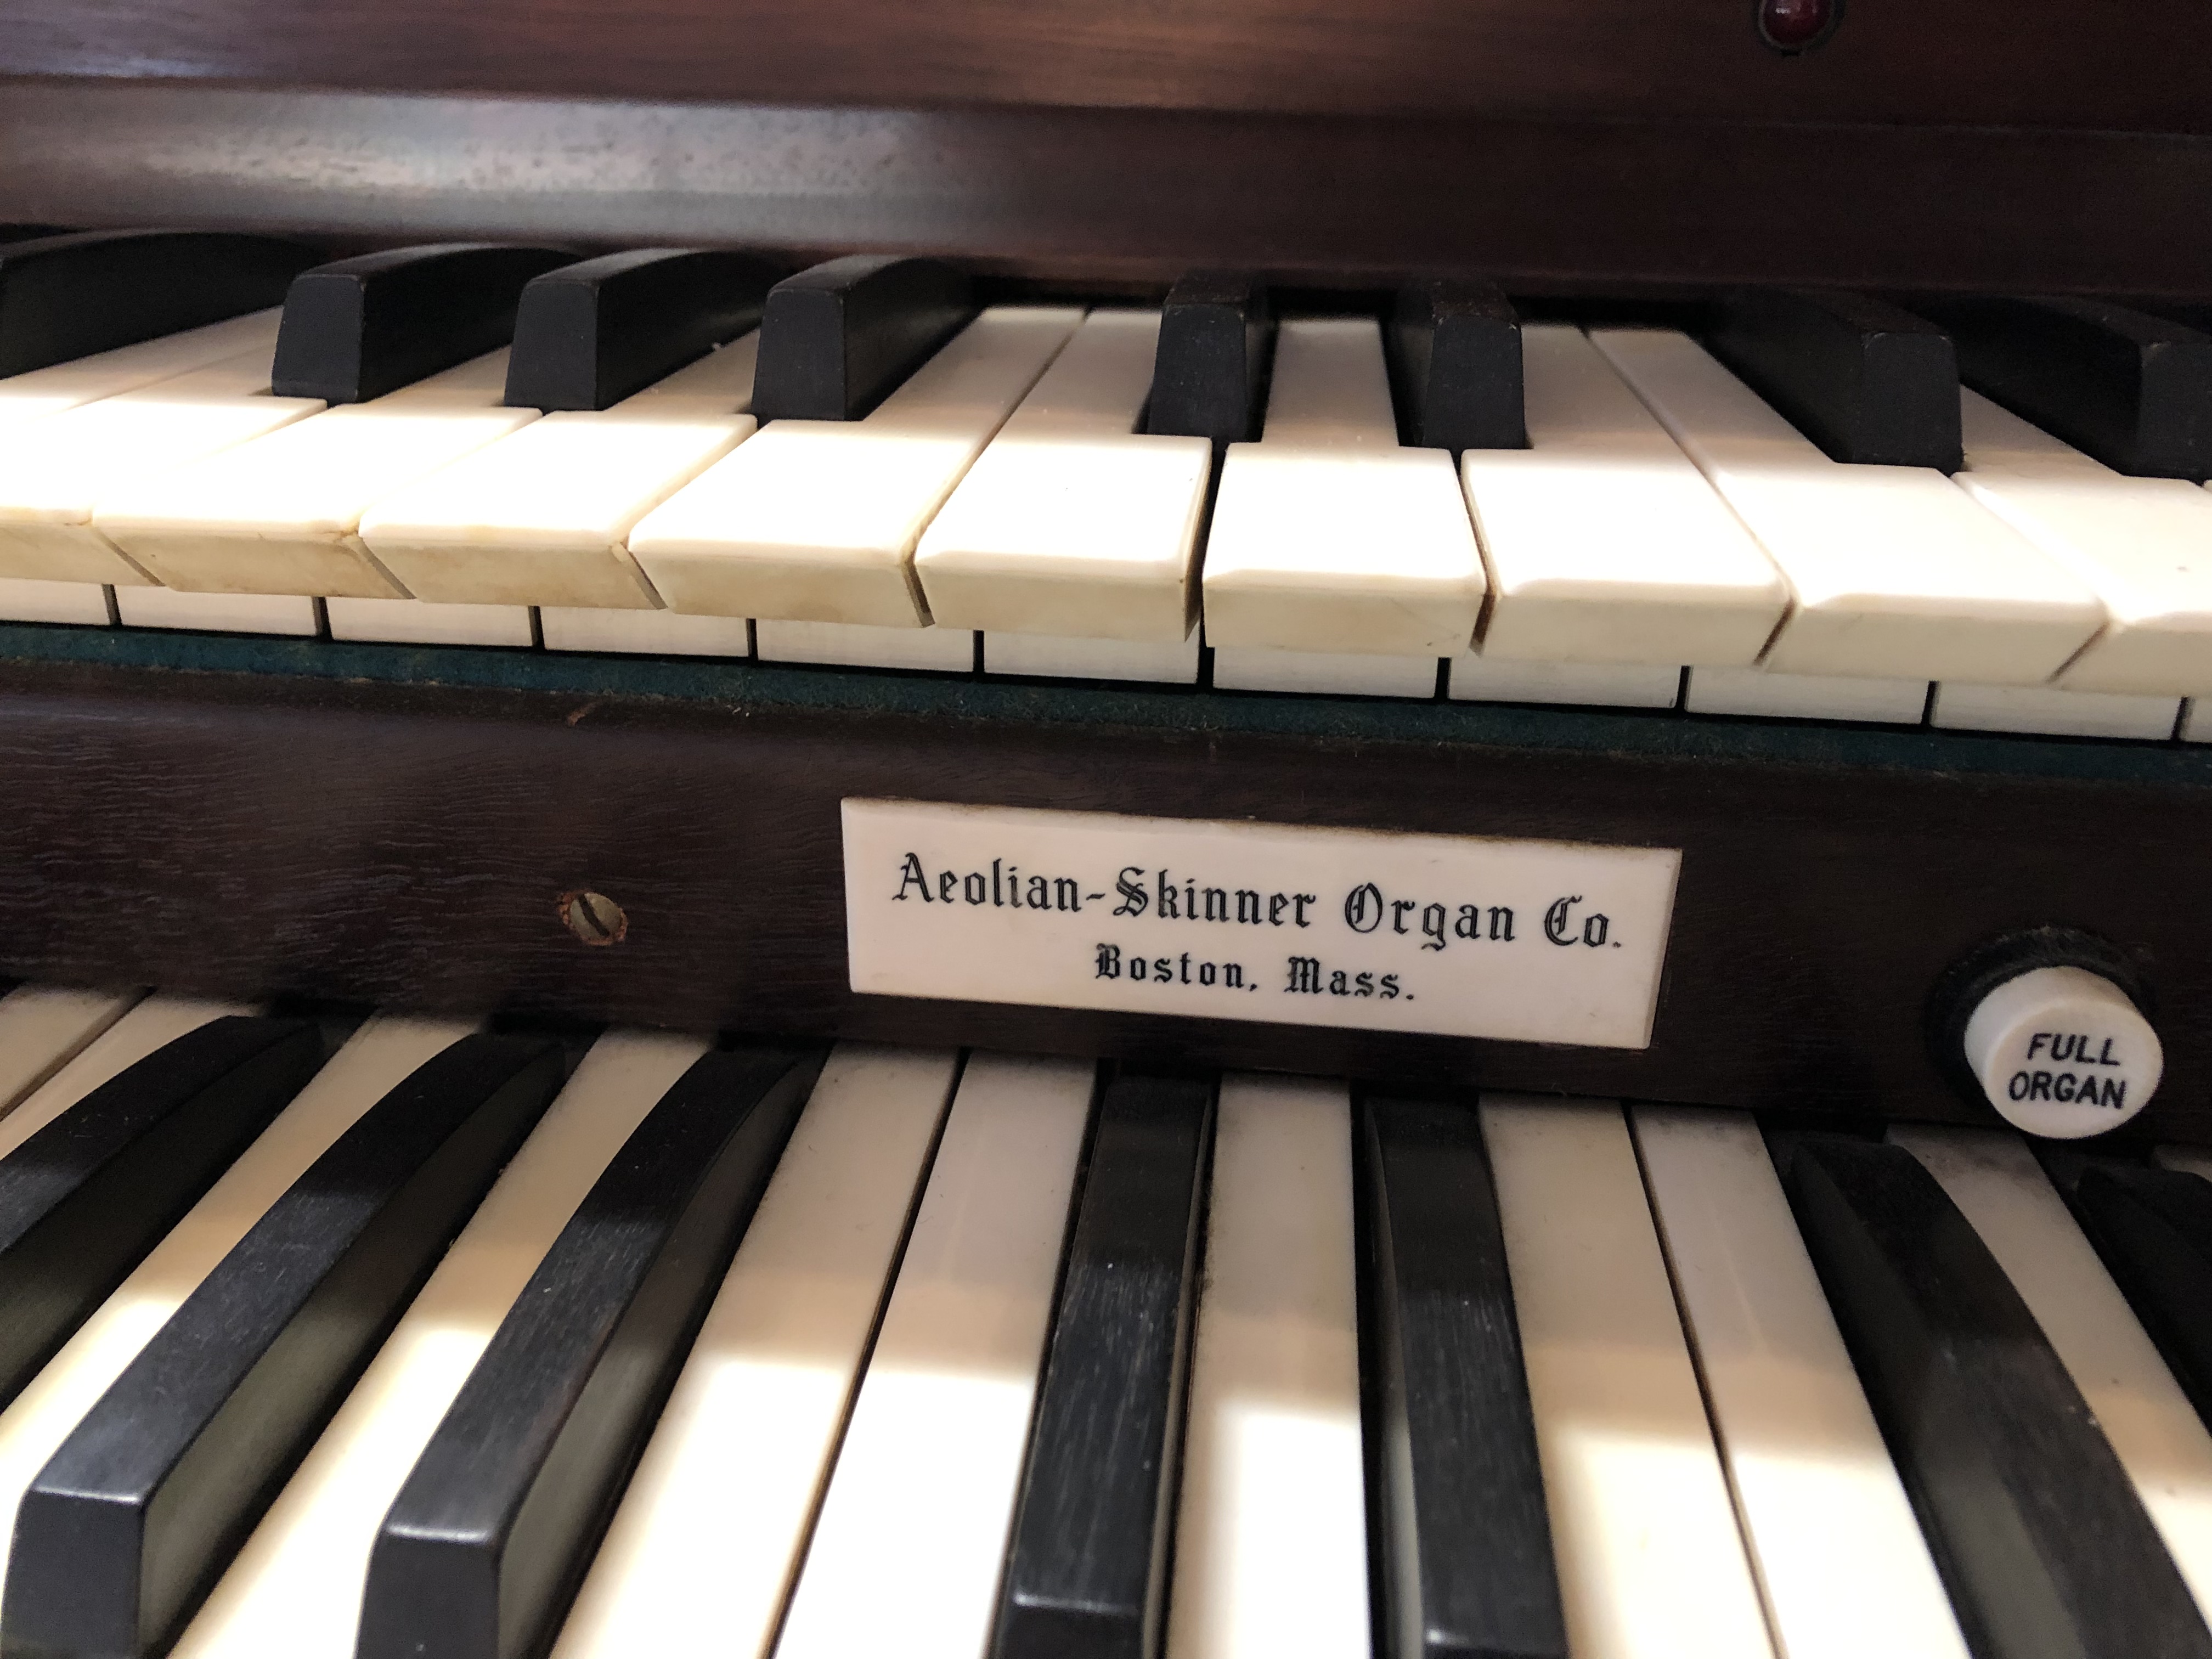 Aeolian-Skinner Organ Co.
Boston, Mass.
FULL
ORGAN